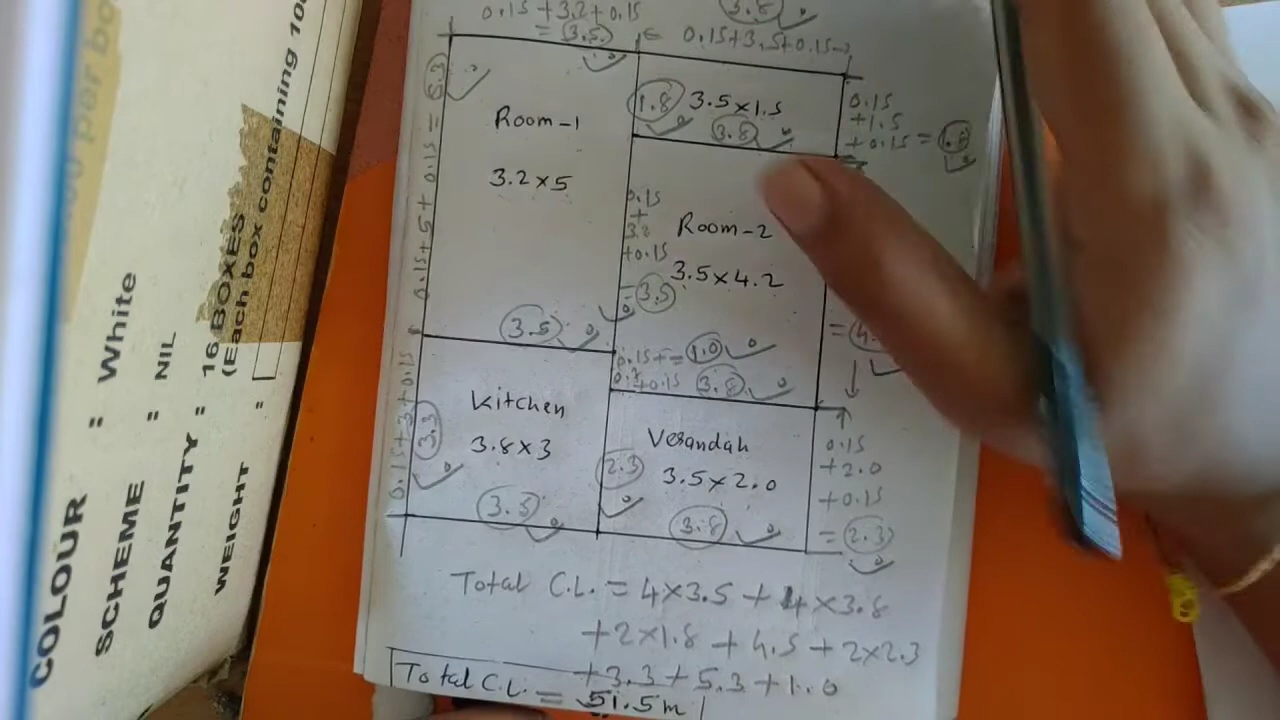 0.15 + 3.2 + 0.15
= 3.5
3.8
0.15+3.5+0.15
0.15+5+0.15 = 5.3
Room-1
3.2×5
1.8
3.5×1.5
3.8
0.15
+1.5
+0.15 = 1.8
0.15
+
+0.15
= 3.5
Room-2
3.5×4.2
3.5
0.15+
+0.15
= 1.0
3.8
0.15+3+0.15
3.3
Kitchen
3.8×3
3.5
Verandah
2.3
3.5×2.0
3.8
0.15
+2.0
+0.15
= 2.3
Total C.L. = 4×3.5 + 4×3.8
+2×1.8 + 4.5 + 2×2.3
+3.3+5.3+1.0
Total C.L. = 51.5m
COLOUR : White
SCHEME : NIL
QUANTITY : 16 BOXES
(Each box containing 10
WEIGHT :
per bo